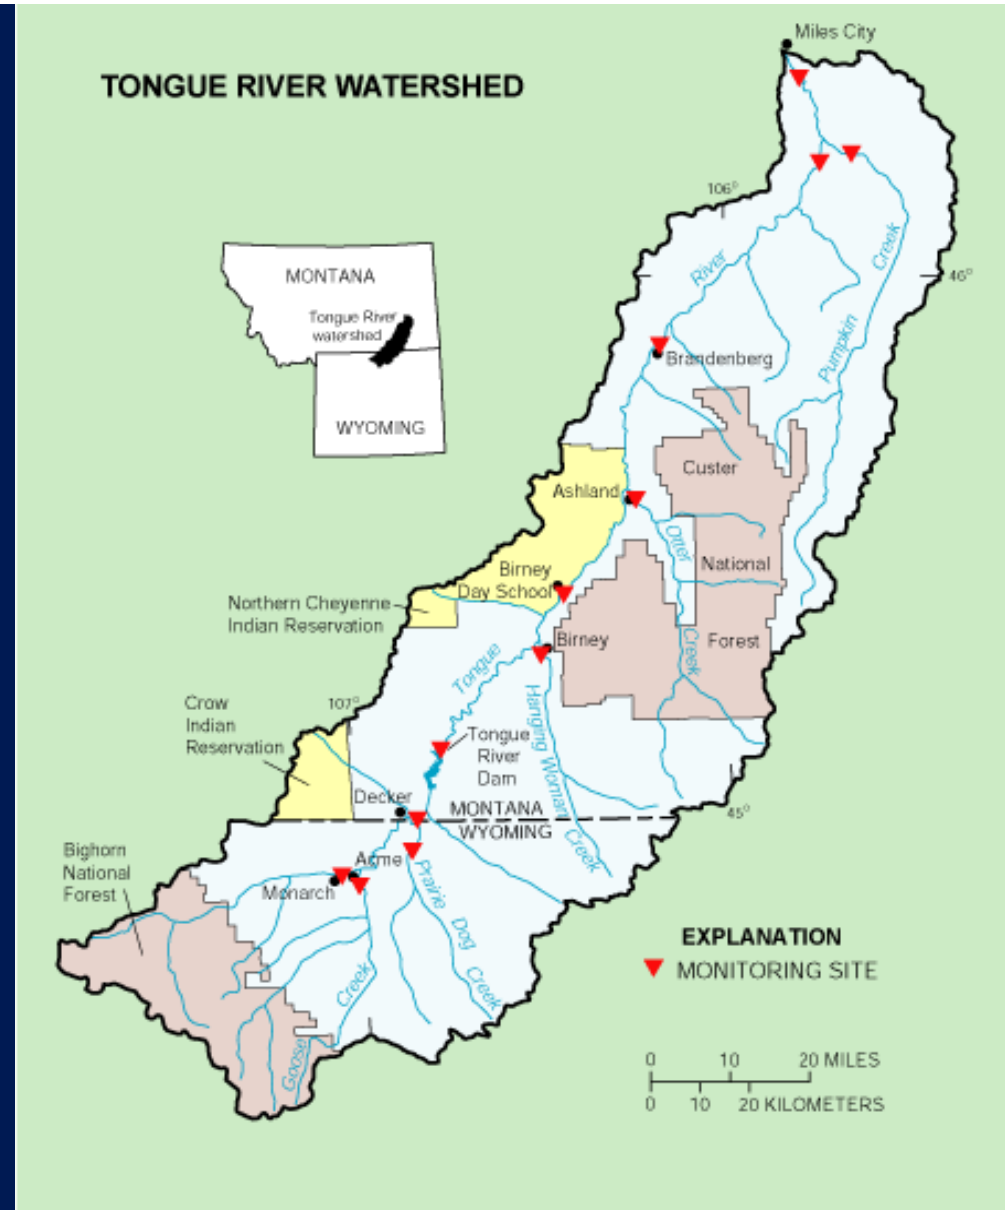 Miles City
TONGUE RIVER WATERSHED
106°
River
Creek
46°
MONTANA
Tongue River
watershed
WYOMING
Pumpkin
Brandenberg
Custer
Ashland
Otter
National
Birney
Day School
Northern Cheyenne
Indian Reservation
Birney
Forest
Creek
Tongue
Crow
Indian
Reservation
107°
Hanging Woman Creek
Tongue
River
Dam
Decker
MONTANA
WYOMING
45°
Bighorn
National
Forest
Acme
Monarch
Prairie Dog Creek
EXPLANATION
MONITORING SITE
Goose Creek
0 10 20 MILES
0 10 20 KILOMETERS